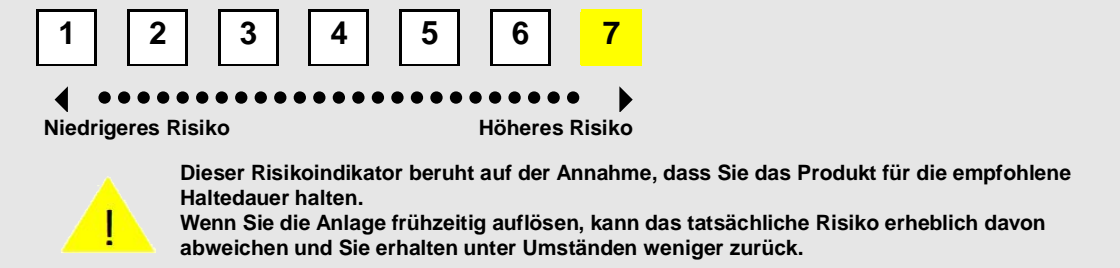 1 2 3 4 5 6 7
Niedrigeres Risiko Höheres Risiko
Dieser Risikoindikator beruht auf der Annahme, dass Sie das Produkt für die empfohlene
Haltedauer halten.
Wenn Sie die Anlage frühzeitig auflösen, kann das tatsächliche Risiko erheblich davon
abweichen und Sie erhalten unter Umständen weniger zurück.
!